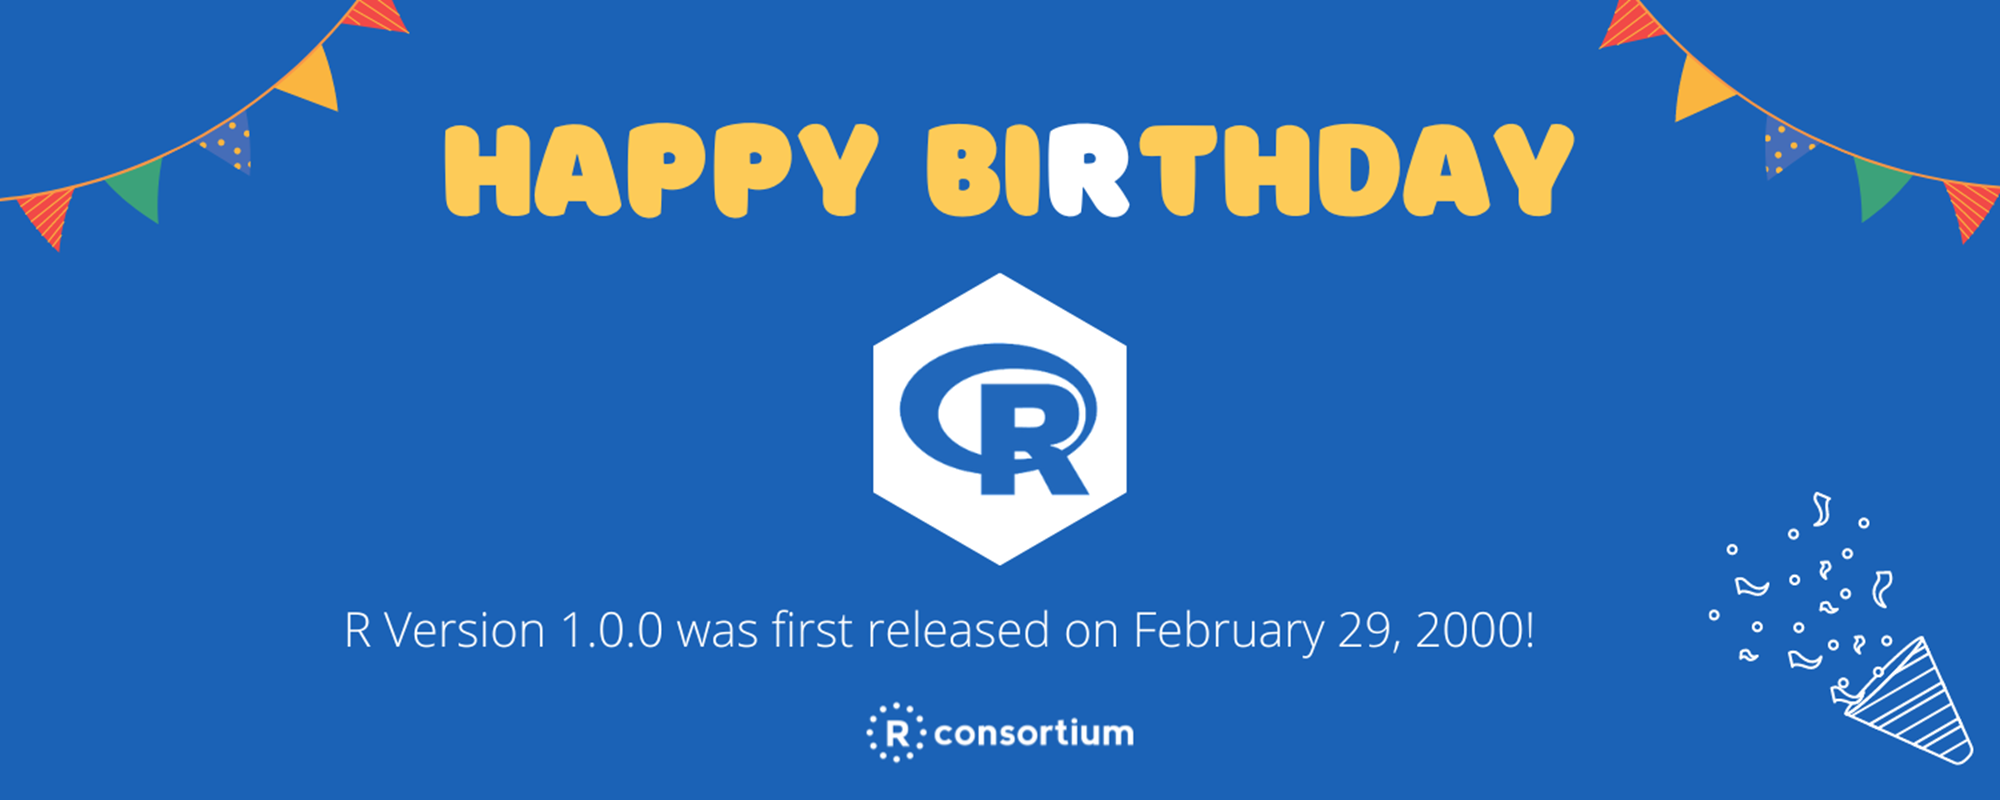 HAPPY BIRTHDAY
R
R Version 1.0.0 was first released on February 29, 2000!
R consortium